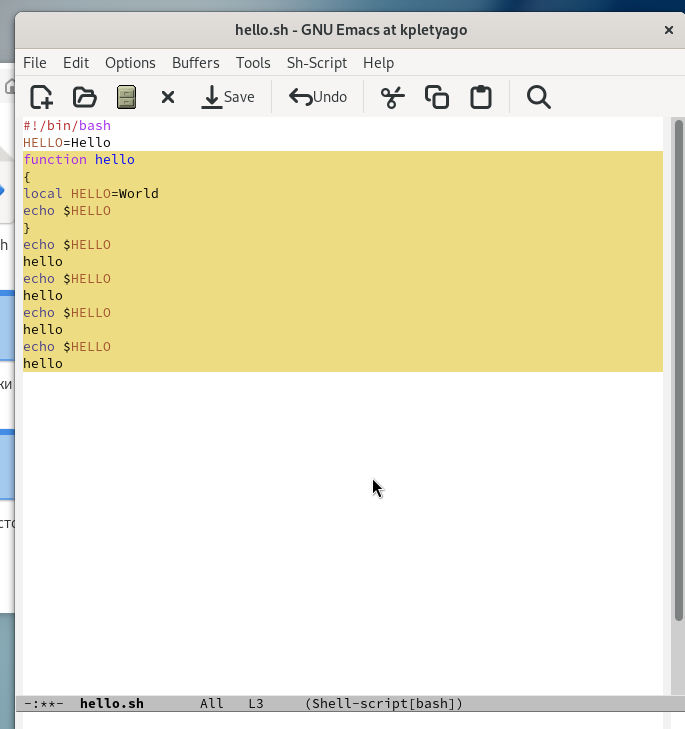 hello.sh - GNU Emacs at kpletyago
File Edit Options Buffers Tools Sh-Script Help
Save Undo
#!/bin/bash
HELLO=Hello
function hello
{
local HELLO=World
echo $HELLO
}
echo $HELLO
hello
echo $HELLO
hello
echo $HELLO
hello
echo $HELLO
hello
-:**- hello.sh All L3 (Shell-script[bash])